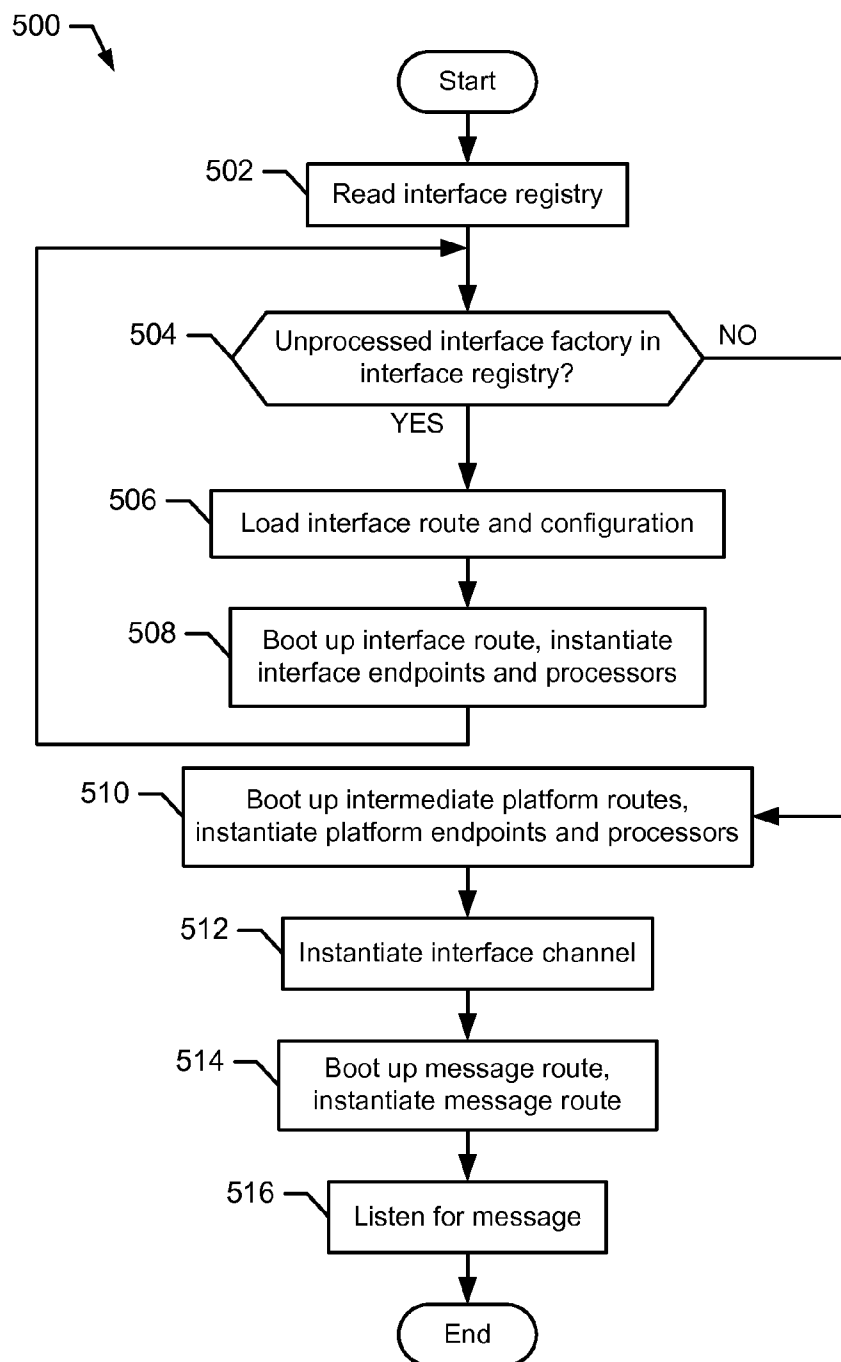 500
Start
502
Read interface registry
504
Unprocessed interface factory in
interface registry?
NO
YES
506
Load interface route and configuration
508
Boot up interface route, instantiate
interface endpoints and processors
510
Boot up intermediate platform routes,
instantiate platform endpoints and processors
512
Instantiate interface channel
514
Boot up message route,
instantiate message route
516
Listen for message
End